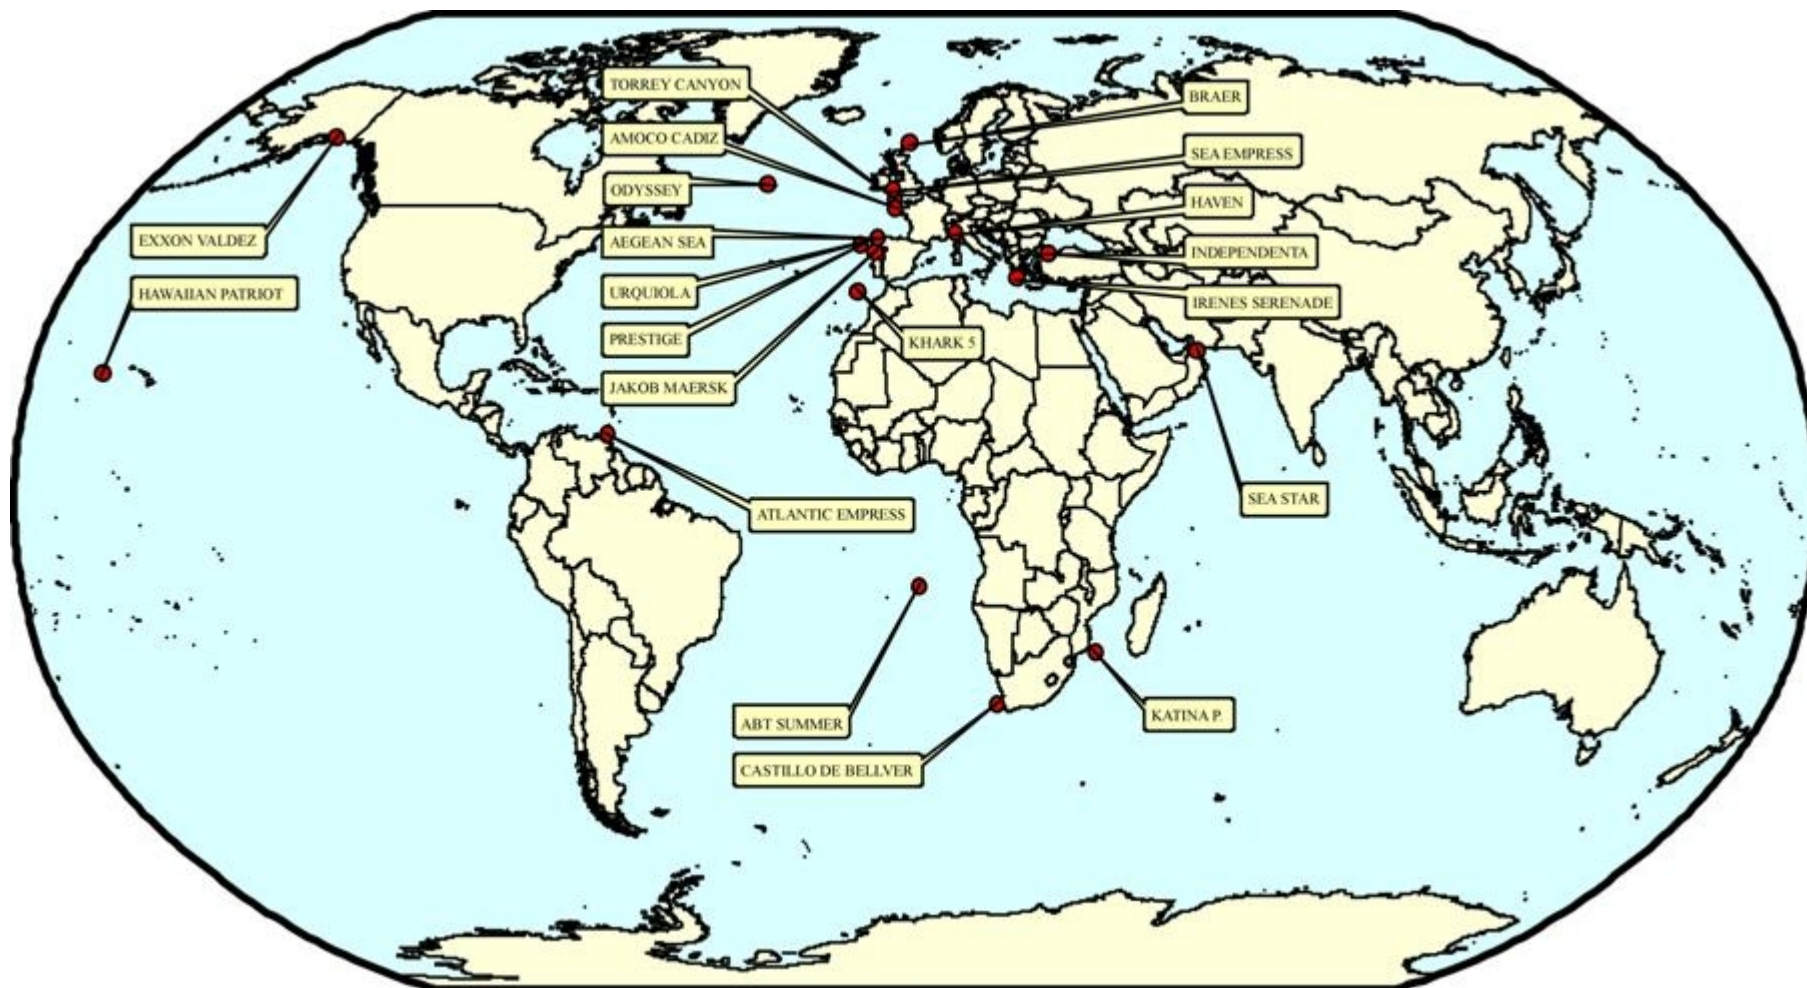 TORREY CANYON
BRAER
AMOCO CADIZ
SEA EMPRESS
ODYSSEY
HAVEN
EXXON VALDEZ
AEGEAN SEA
INDEPENDENTA
HAWAIIAN PATRIOT
URQUIOLA
IRENES SERENADE
PRESTIGE
KHARK 5
JAKOB MAERSK
SEA STAR
ATLANTIC EMPRESS
ABT SUMMER
KATINA P.
CASTILLO DE BELLVER